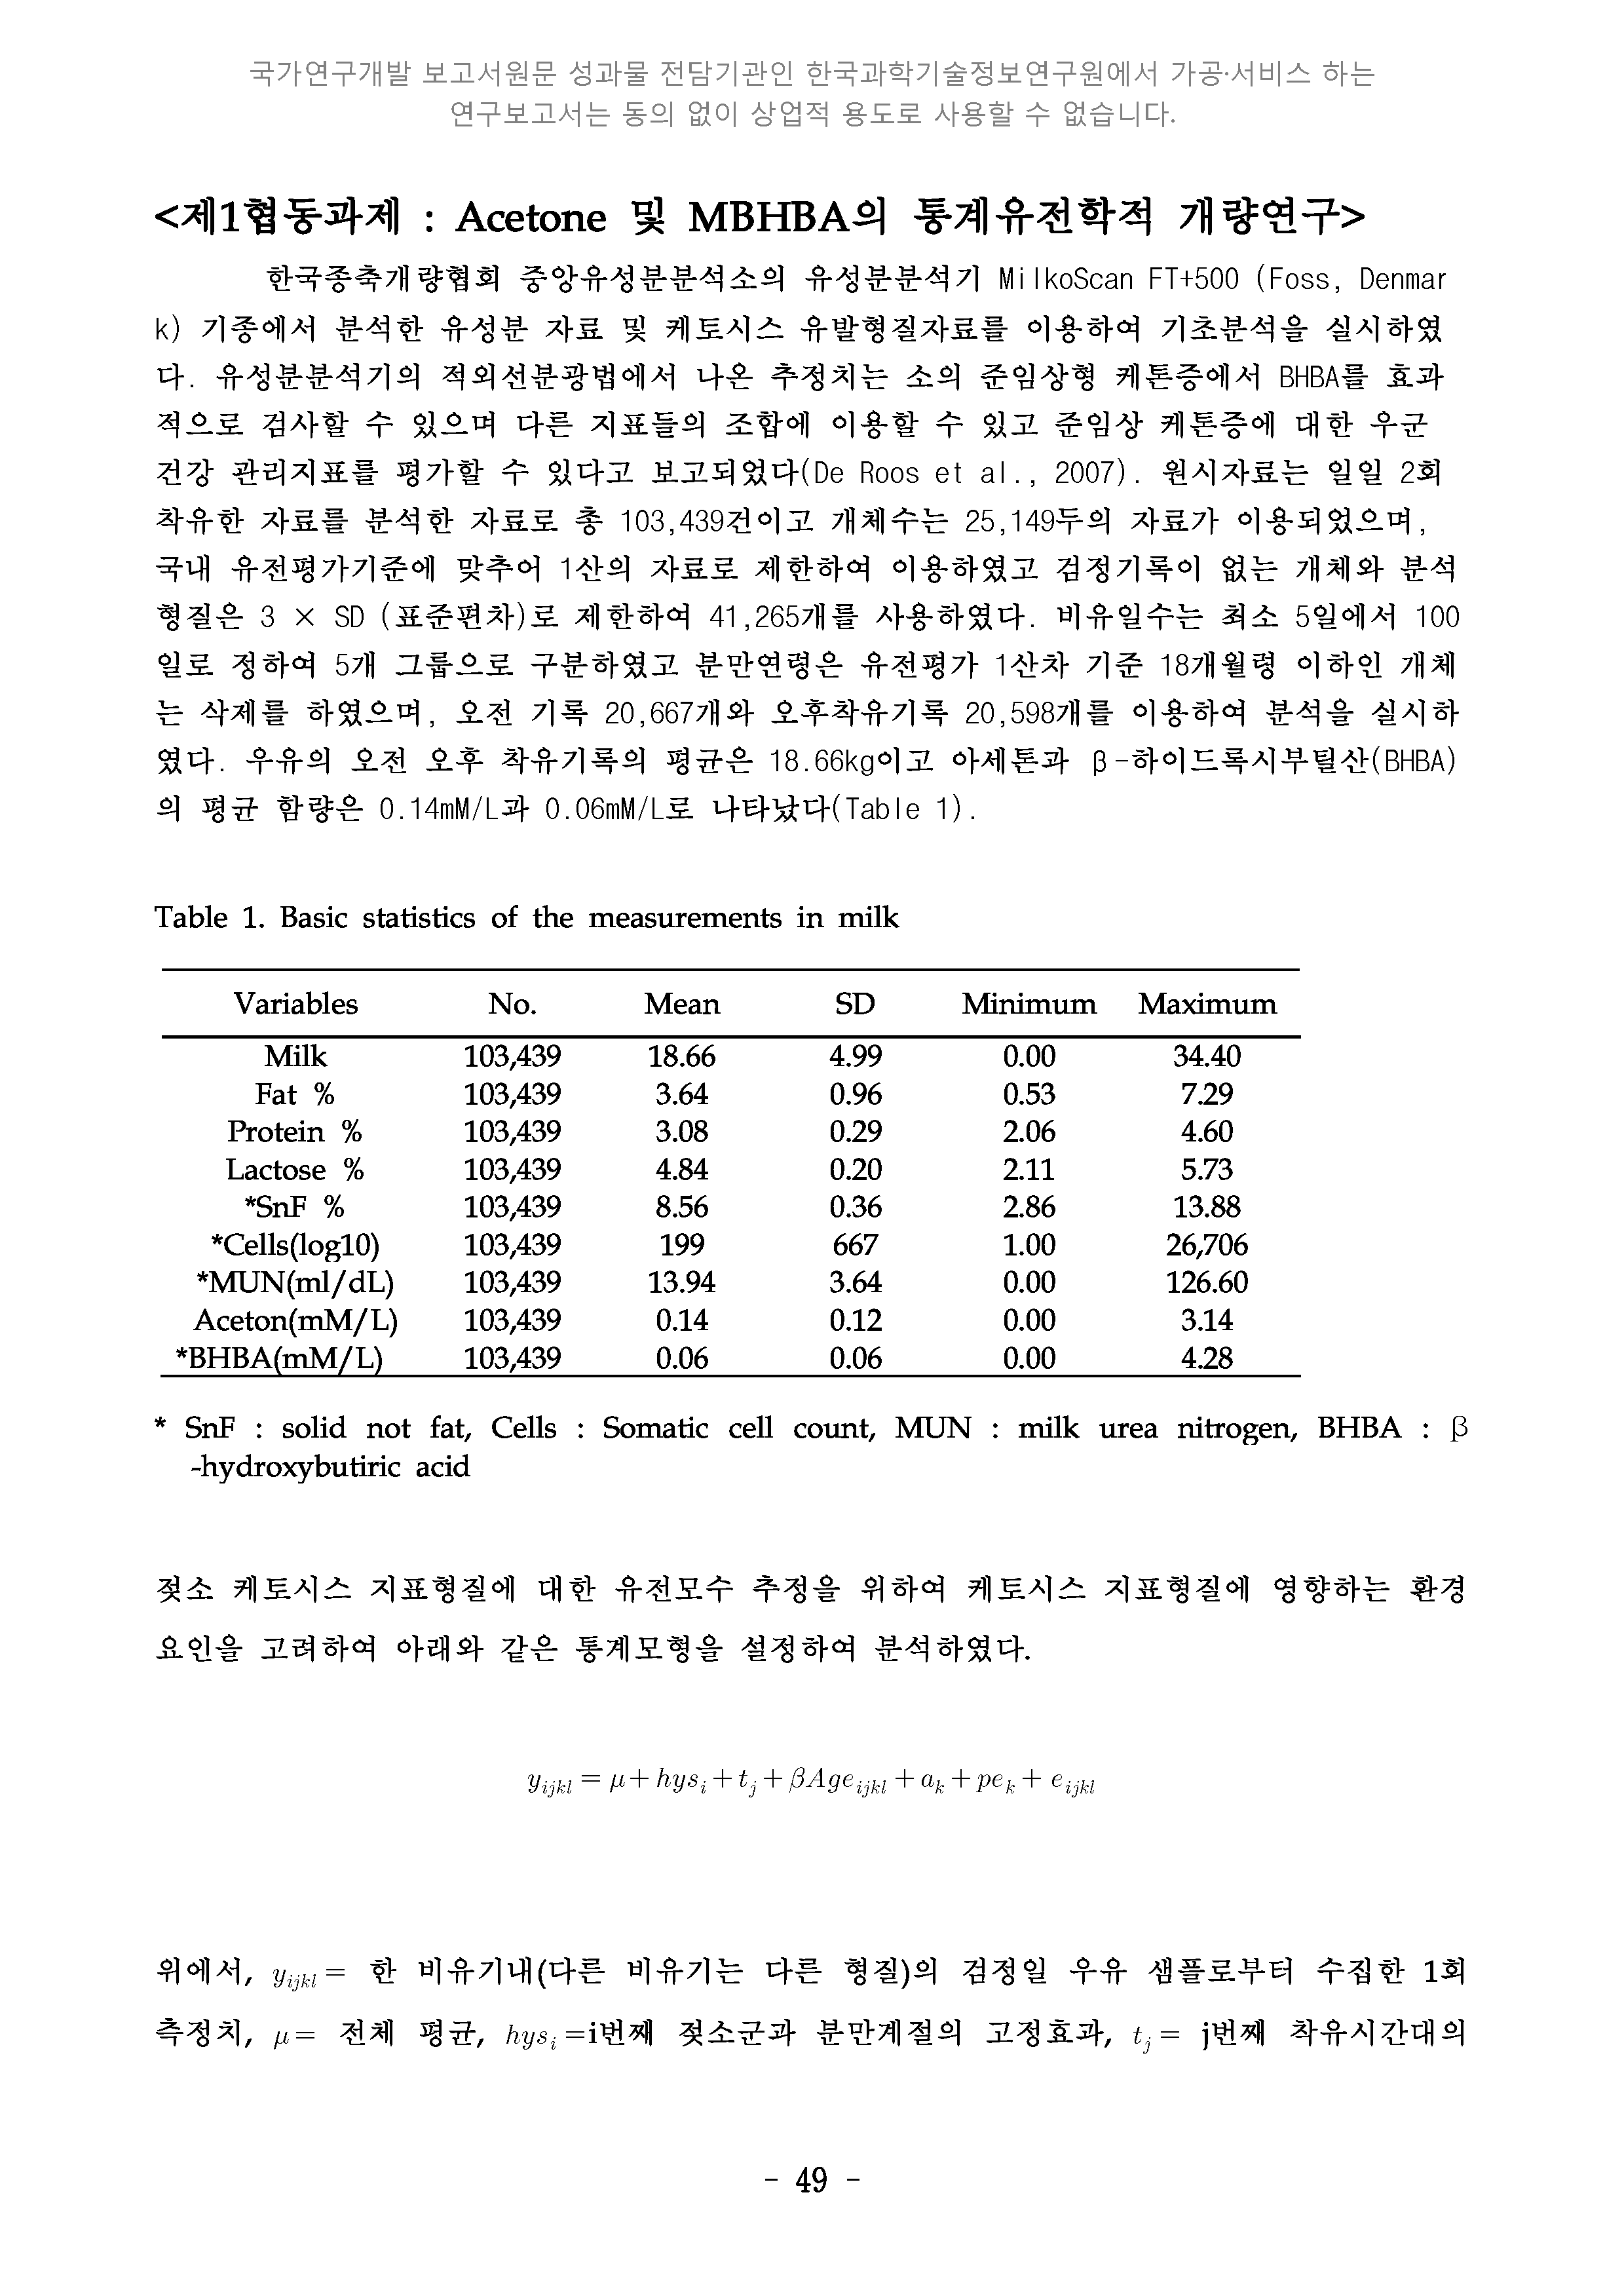 국가연구개발 보고서원문 성과물 전담기관인 한국과학기술정보연구원에서 가공·서비스 하는
연구보고서는 동의 없이 상업적 용도로 사용할 수 없습니다.
<제1협동과제 : Acetone 및 MBHBA의 통계유전학적 개량연구>
한국종축개량협회 중앙유성분분석소의 유성분분석기 MilkoScan FT+500 (Foss, Denmar
k) 기종에서 분석한 유성분 자료 및 케토시스 유발형질자료를 이용하여 기초분석을 실시하였
다. 유성분분석기의 적외선분광법에서 나온 추정치는 소의 준임상형 케톤증에서 BHBA를 효과
적으로 검사할 수 있으며 다른 지표들의 조합에 이용할 수 있고 준임상 케톤증에 대한 우군
건강 관리지표를 평가할 수 있다고 보고되었다(De Roos et al., 2007). 원시자료는 일일 2회
착유한 자료를 분석한 자료로 총 103,439건이고 개체수는 25,149두의 자료가 이용되었으며,
국내 유전평가기준에 맞추어 1산의 자료로 제한하여 이용하였고 검정기록이 없는 개체와 분석
형질은 3 × SD (표준편차)로 제한하여 41,265개를 사용하였다. 비유일수는 최소 5일에서 100
일로 정하여 5개 그룹으로 구분하였고 분만연령은 유전평가 1산차 기준 18개월령 이하인 개체
는 삭제를 하였으며, 오전 기록 20,667개와 오후착유기록 20,598개를 이용하여 분석을 실시하
였다. 우유의 오전 오후 착유기록의 평균은 18.66kg이고 아세톤과 β-하이드록시부틸산(BHBA)
의 평균 함량은 0.14mM/L과 0.06mM/L로 나타났다(Table 1).
Table 1. Basic statistics of the measurements in milk
Variables No. Mean SD Minimum Maximum
Milk 103,439 18.66 4.99 0.00 34.40
Fat % 103,439 3.64 0.96 0.53 7.29
Protein % 103,439 3.08 0.29 2.06 4.60
Lactose % 103,439 4.84 0.20 2.11 5.73
*SnF % 103,439 8.56 0.36 2.86 13.88
*Cells(log10) 103,439 199 667 1.00 26,706
*MUN(ml/dL) 103,439 13.94 3.64 0.00 126.60
Aceton(mM/L) 103,439 0.14 0.12 0.00 3.14
*BHBA(mM/L) 103,439 0.06 0.06 0.00 4.28
* SnF : solid not fat, Cells : Somatic cell count, MUN : milk urea nitrogen, BHBA : β
-hydroxybutiric acid
젖소 케토시스 지표형질에 대한 유전모수 추정을 위하여 케토시스 지표형질에 영향하는 환경
요인을 고려하여 아래와 같은 통계모형을 설정하여 분석하였다.
y_{ijkl} = μ + hys_i + t_j + βAge_{ijkl} + a_k + pe_k + e_{ijkl}
위에서, y_{ijkl} = 한 비유기내(다른 비유기는 다른 형질)의 검정일 우유 샘플로부터 수집한 1회
측정치, μ = 전체 평균, hys_i =i번째 젖소군과 분만계절의 고정효과, t_j = j번째 착유시간대의
- 49 -